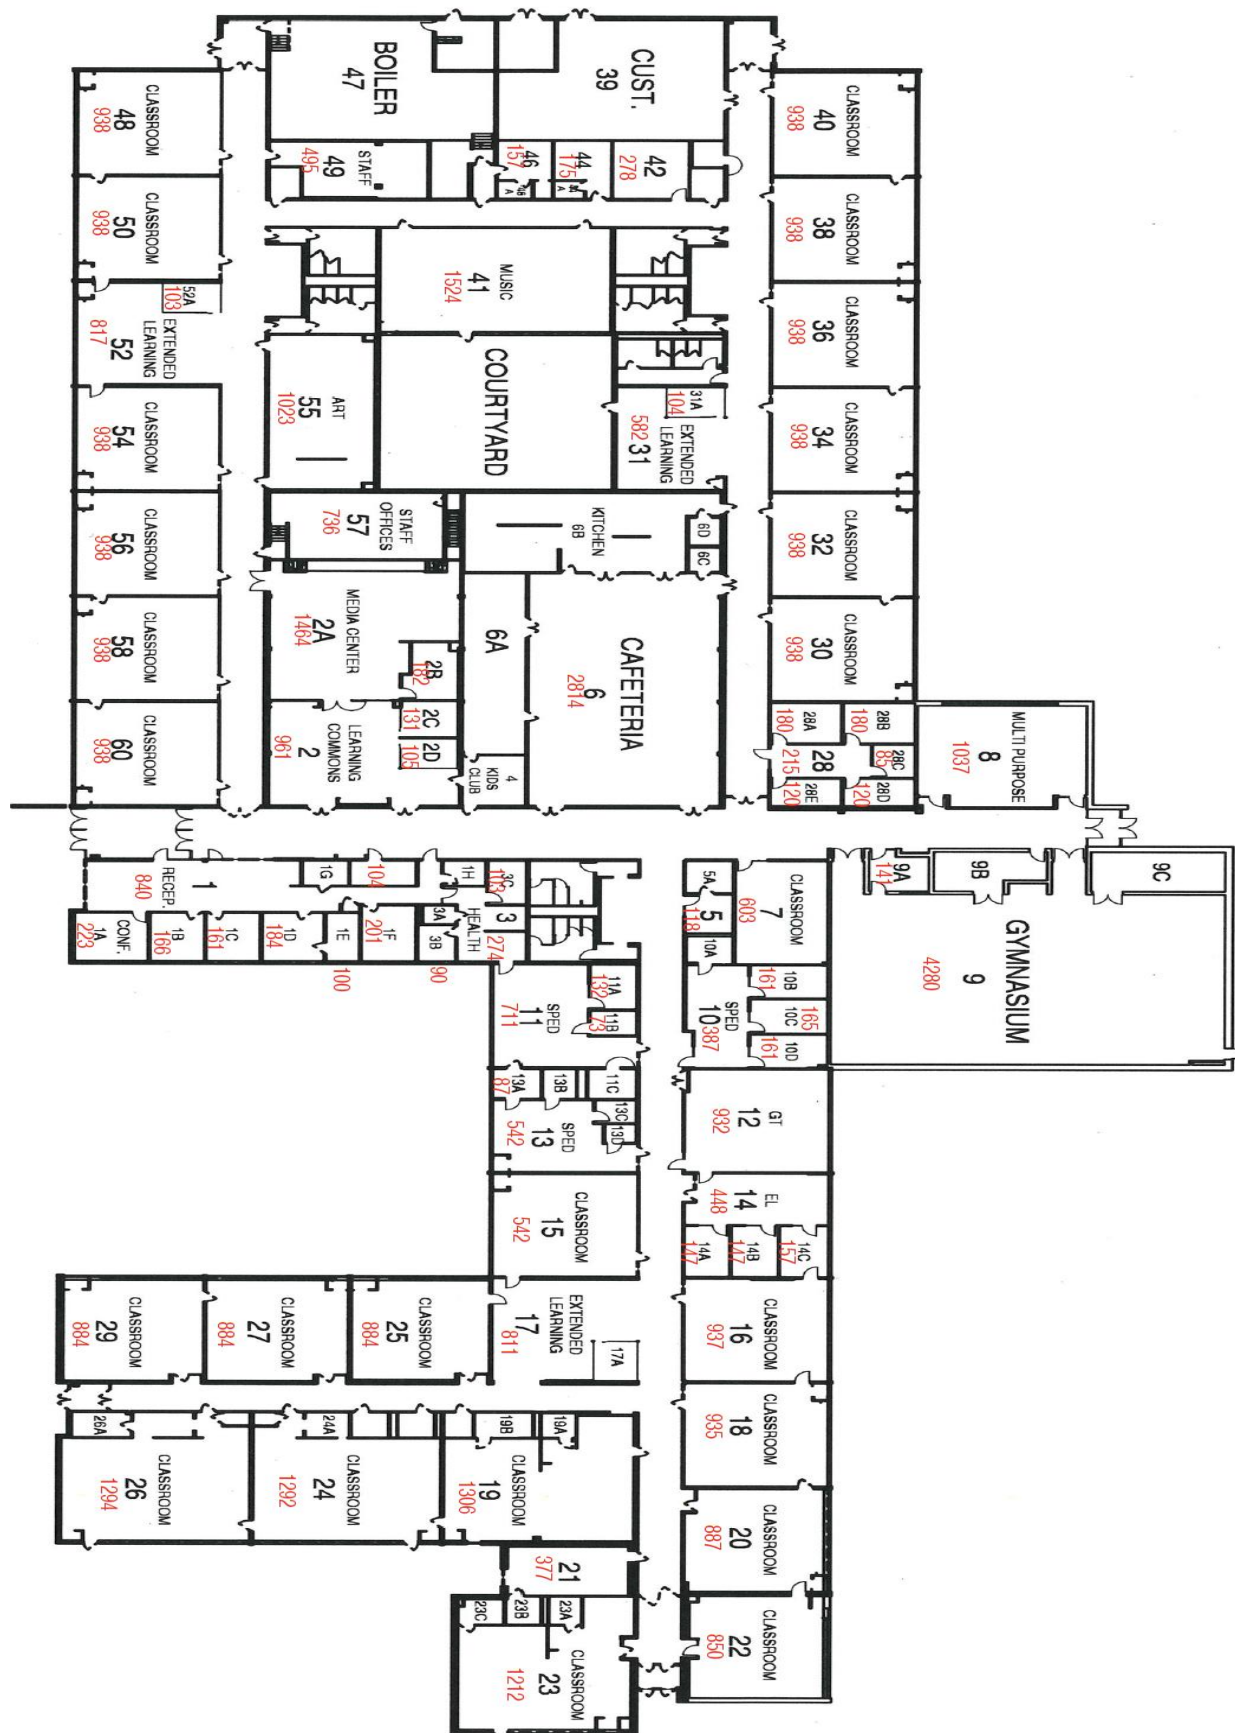 BOILER
47
CUST.
39
CLASSROOM
48
938
CLASSROOM
50
938
52A
103
EXTENDED
LEARNING
52
817
CLASSROOM
54
938
CLASSROOM
56
938
CLASSROOM
58
938
CLASSROOM
60
938
STAFF
49
495
46
157
44
175
42
278
MUSIC
41
1524
ART
55
1023
COURTYARD
31A
104
EXTENDED
LEARNING
31
582
STAFF
OFFICES
57
736
KITCHEN
6B
6D
6C
MEDIA CENTER
2A
1464
2B
182
2C
131
2D
105
LEARNING
COMMONS
2
961
6A
CAFETERIA
6
2814
4
KIDS
CLUB
CLASSROOM
40
938
CLASSROOM
38
938
CLASSROOM
36
938
CLASSROOM
34
938
CLASSROOM
32
938
CLASSROOM
30
938
28A
180
28B
180
28
215
28C
85
28E
120
28D
120
MULTI PURPOSE
8
1037
RECEP.
1
840
1G
104
1H
3C
103
CONF.
1A
223
1B
166
1C
161
1D
184
1E
100
1F
201
3A
3B
90
HEALTH
3
274
5A
5
118
10A
CLASSROOM
7
603
9A
141
9B
9C
GYMNASIUM
9
4280
SPED
11
711
11A
132
11B
73
11C
SPED
10
387
10B
161
10C
165
10D
161
13A
87
13B
13C
13D
SPED
13
542
GT
12
932
CLASSROOM
15
542
EL
14
448
14A
147
14B
147
14C
157
CLASSROOM
29
884
CLASSROOM
27
884
CLASSROOM
25
884
EXTENDED
LEARNING
17
811
17A
CLASSROOM
16
937
CLASSROOM
18
935
26A
CLASSROOM
26
1294
24A
CLASSROOM
24
1292
19B
19A
CLASSROOM
19
1306
CLASSROOM
20
887
21
377
23C
23B
23A
CLASSROOM
23
1212
CLASSROOM
22
850